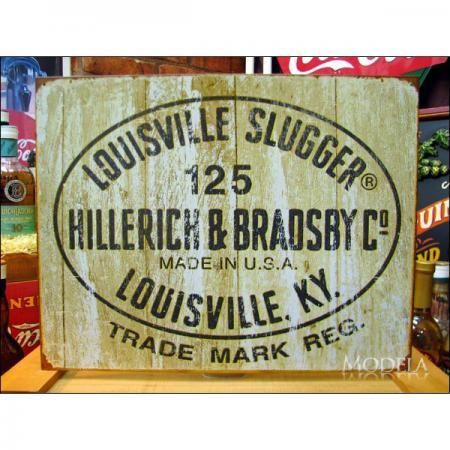 LOUISVILLE SLUGGER®
125
HILLERICH & BRADSBY Cº
MADE IN U.S.A.
LOUISVILLE, KY.
TRADE MARK REG.
MODELA